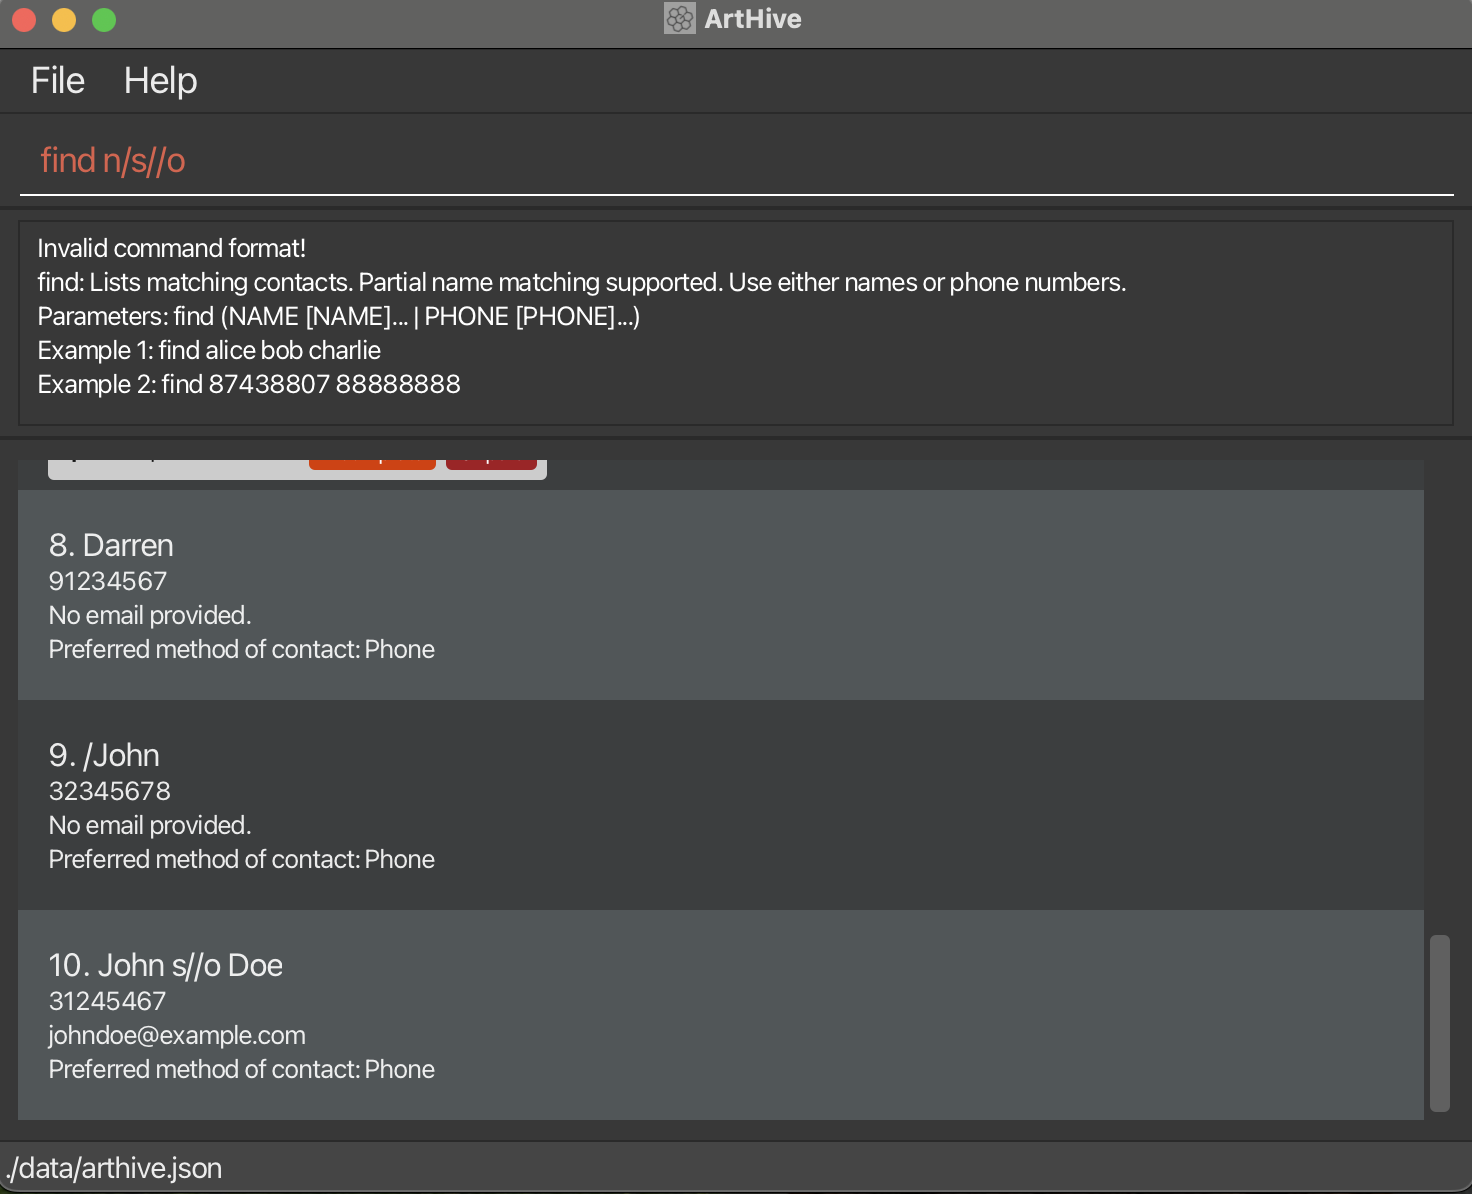 ArtHive
File Help
find n/s//o
Invalid command format!
find: Lists matching contacts. Partial name matching supported. Use either names or phone numbers.
Parameters: find (NAME [NAME]... | PHONE [PHONE]...)
Example 1: find alice bob charlie
Example 2: find 87438807 88888888
8. Darren
91234567
No email provided.
Preferred method of contact: Phone
9. /John
32345678
No email provided.
Preferred method of contact: Phone
10. John s//o Doe
31245467
johndoe@example.com
Preferred method of contact: Phone
./data/arthive.json